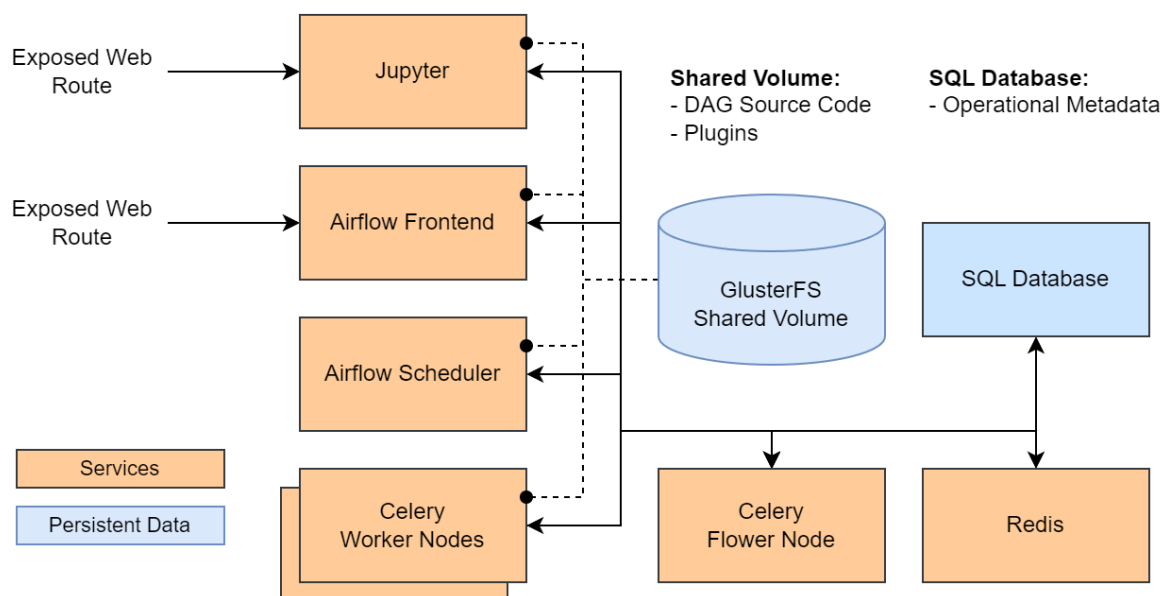 Exposed Web
Route
Jupyter
Shared Volume:
- DAG Source Code
- Plugins
SQL Database:
- Operational Metadata
Exposed Web
Route
Airflow Frontend
GlusterFS
Shared Volume
SQL Database
Airflow Scheduler
Services
Persistent Data
Celery
Worker Nodes
Celery
Flower Node
Redis